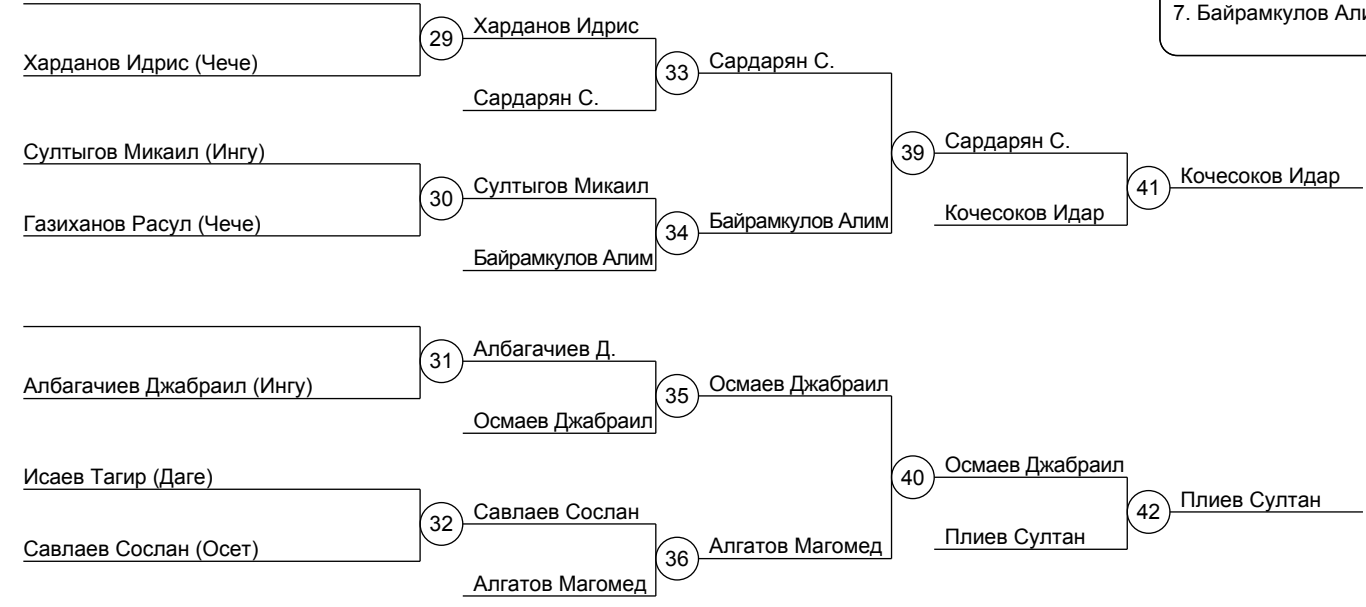 7. Байрамкулов Али
29
Харданов Идрис
Харданов Идрис (Чече)
33
Сардарян С.
Сардарян С.
Султыгов Микаил (Ингу)
39
Сардарян С.
30
Султыгов Микаил
41
Кочесоков Идар
Газиханов Расул (Чече)
34
Байрамкулов Алим
Кочесоков Идар
Байрамкулов Алим
31
Албагачиев Д.
Албагачиев Джабраил (Ингу)
35
Осмаев Джабраил
Осмаев Джабраил
Исаев Тагир (Даге)
40
Осмаев Джабраил
32
Савлаев Сослан
42
Плиев Султан
Савлаев Сослан (Осет)
36
Алгатов Магомед
Плиев Султан
Алгатов Магомед